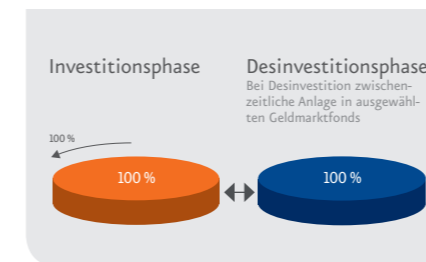 Investitionsphase
Desinvestitionsphase
Bei Desinvestition zwischen-
zeitliche Anlage in ausgewähl-
ten Geldmarktfonds
100 %
100 %
100 %